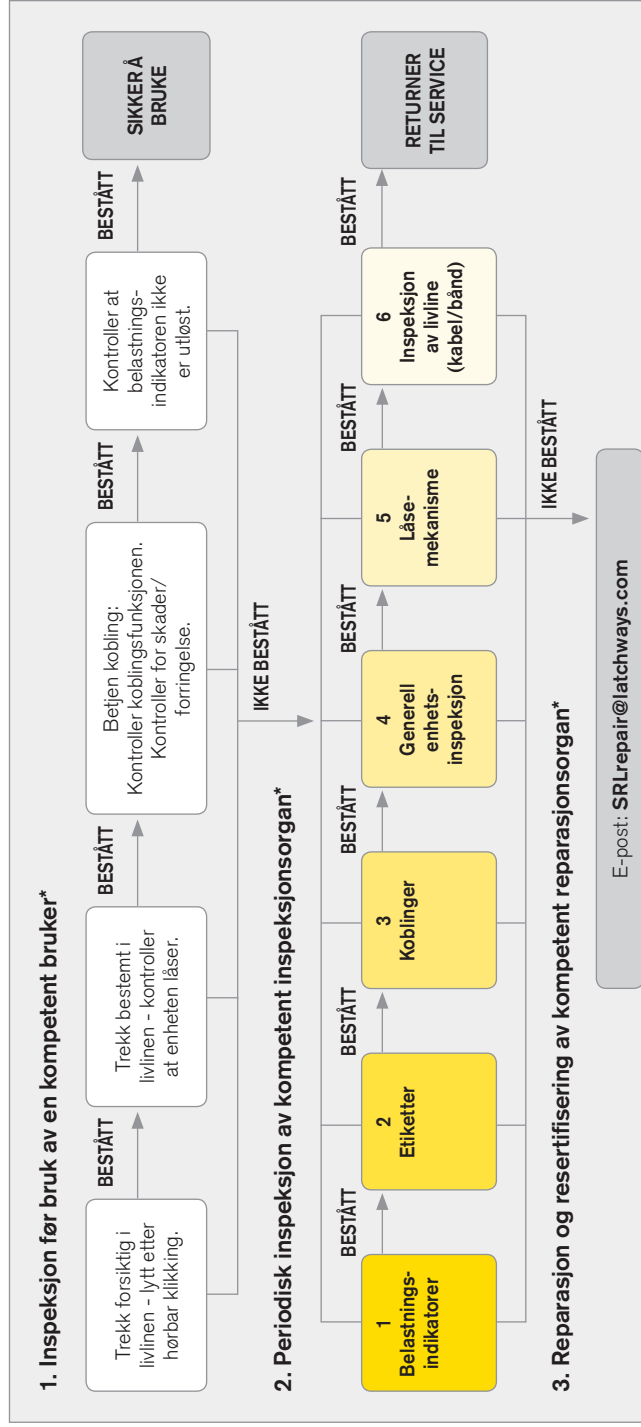 1. Inspeksjon før bruk av en kompetent bruker*
Trekk forsiktig i
livlinen - lytt etter
hørbar klikking.
BESTÅTT
Trekk bestemt i
livlinen - kontroller
at enheten låser.
BESTÅTT
Betjen kobling:
Kontroller koblingsfunksjonen.
Kontroller for skader/
forringelse.
BESTÅTT
Kontroller at
belastnings-
indikatoren ikke
er utløst.
BESTÅTT
SIKKER Å
BRUKE
IKKE BESTÅTT
2. Periodisk inspeksjon av kompetent inspeksjonsorgan*
1
Belastnings-
indikatorer
BESTÅTT
2
Etiketter
BESTÅTT
3
Koblinger
BESTÅTT
4
Generell
enhets-
inspeksjon
BESTÅTT
5
Låse-
mekanisme
BESTÅTT
6
Inspeksjon
av livline
(kabel/bånd)
BESTÅTT
RETURNER
TIL SERVICE
IKKE BESTÅTT
3. Reparasjon og resertifisering av kompetent reparasjonsorgan*
E-post: SRLrepair@latchways.com